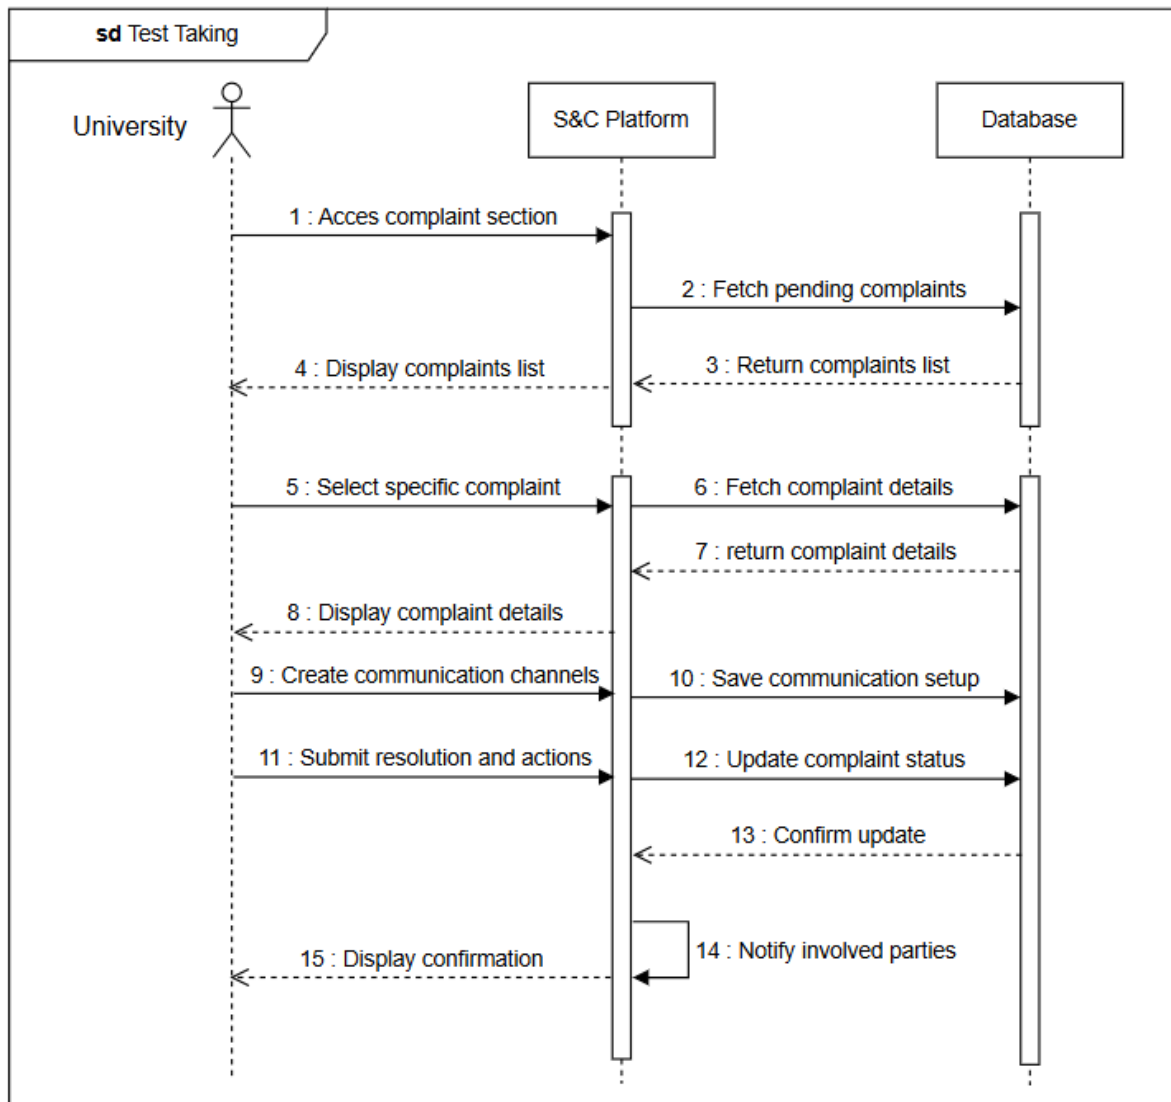 sd Test Taking
University
S&C Platform
Database
1 : Acces complaint section
2 : Fetch pending complaints
3 : Return complaints list
4 : Display complaints list
5 : Select specific complaint
6 : Fetch complaint details
7 : return complaint details
8 : Display complaint details
9 : Create communication channels
10 : Save communication setup
11 : Submit resolution and actions
12 : Update complaint status
13 : Confirm update
14 : Notify involved parties
15 : Display confirmation